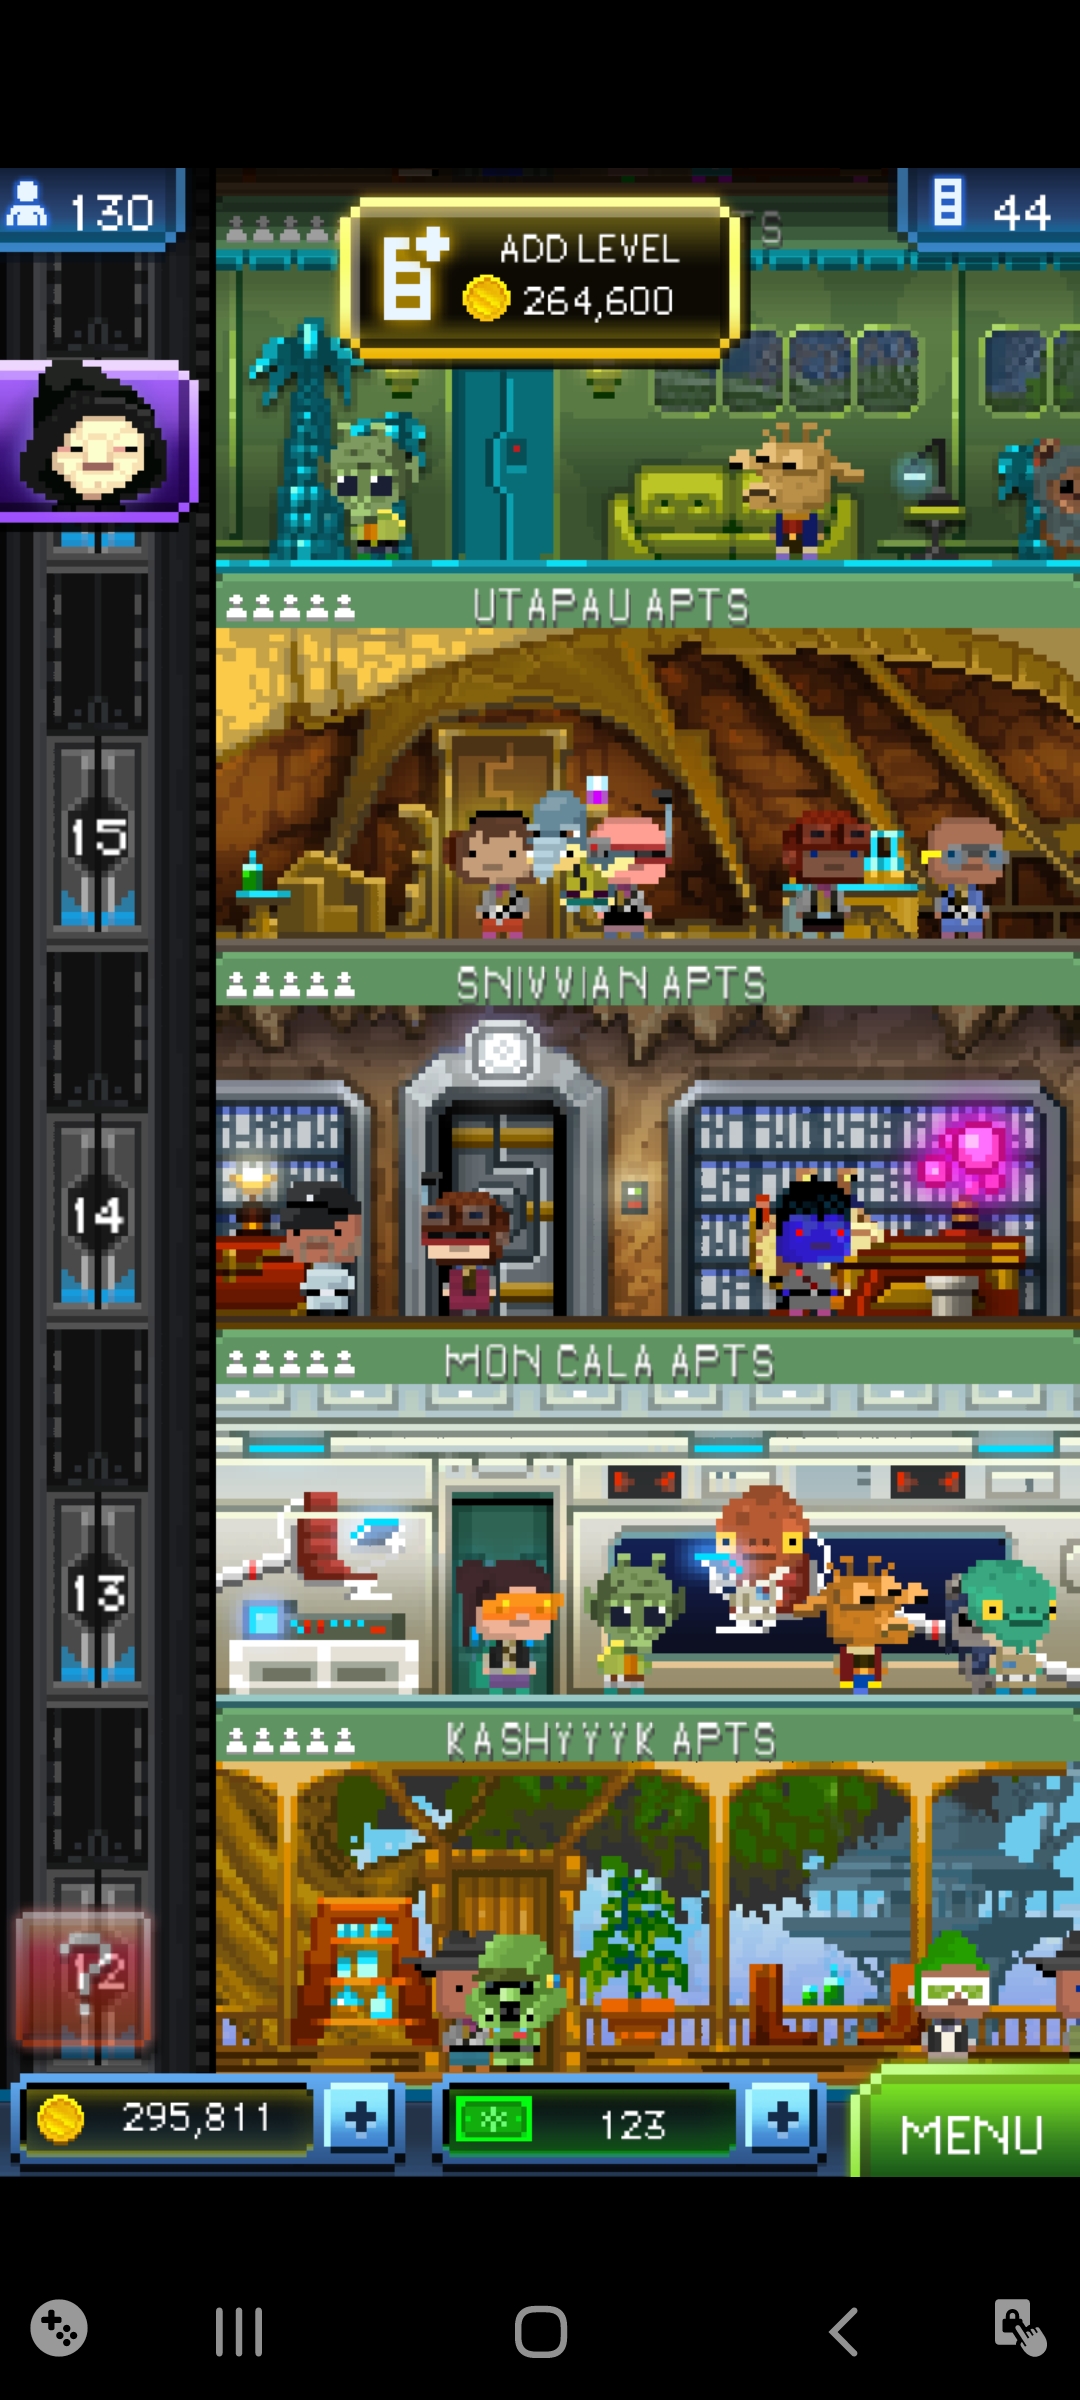 130
44
ADD LEVEL
264,600
TS
UTAPAU APTS
15
SNIVVIAN APTS
14
MON CALA APTS
13
KASHYYYK APTS
?
12
295,811
+
123
+
MENU